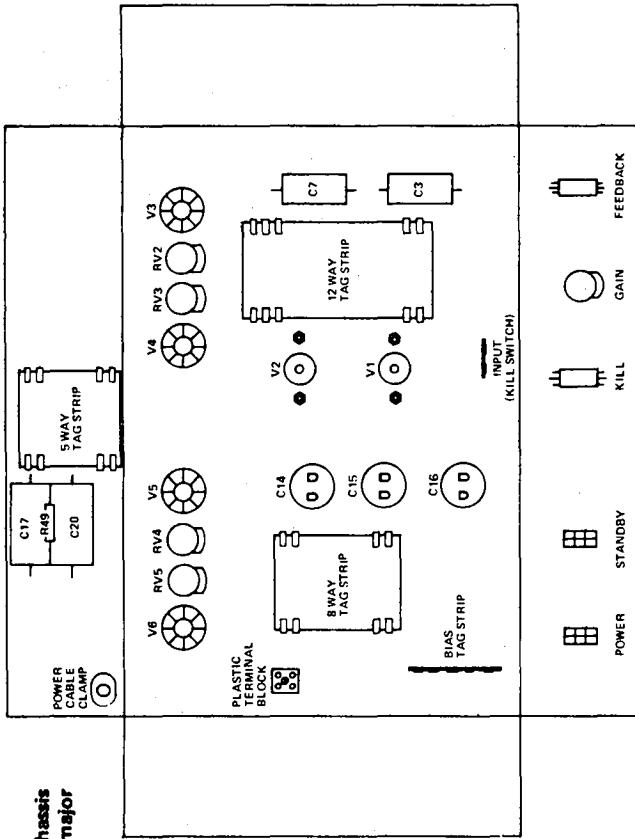 hassis
major
POWER
CABLE
CLAMP
C17
R49
C20
5 WAY
TAG STRIP
V6
RV5
RV4
V5
V4
RV3
RV2
V3
PLASTIC
TERMINAL
BLOCK
8 WAY
TAG STRIP
C14
C15
C16
V2
V1
12 WAY
TAG STRIP
C7
C3
BIAS
TAG STRIP
INPUT
(KILL SWITCH)
POWER
STANDBY
KILL
GAIN
FEEDBACK